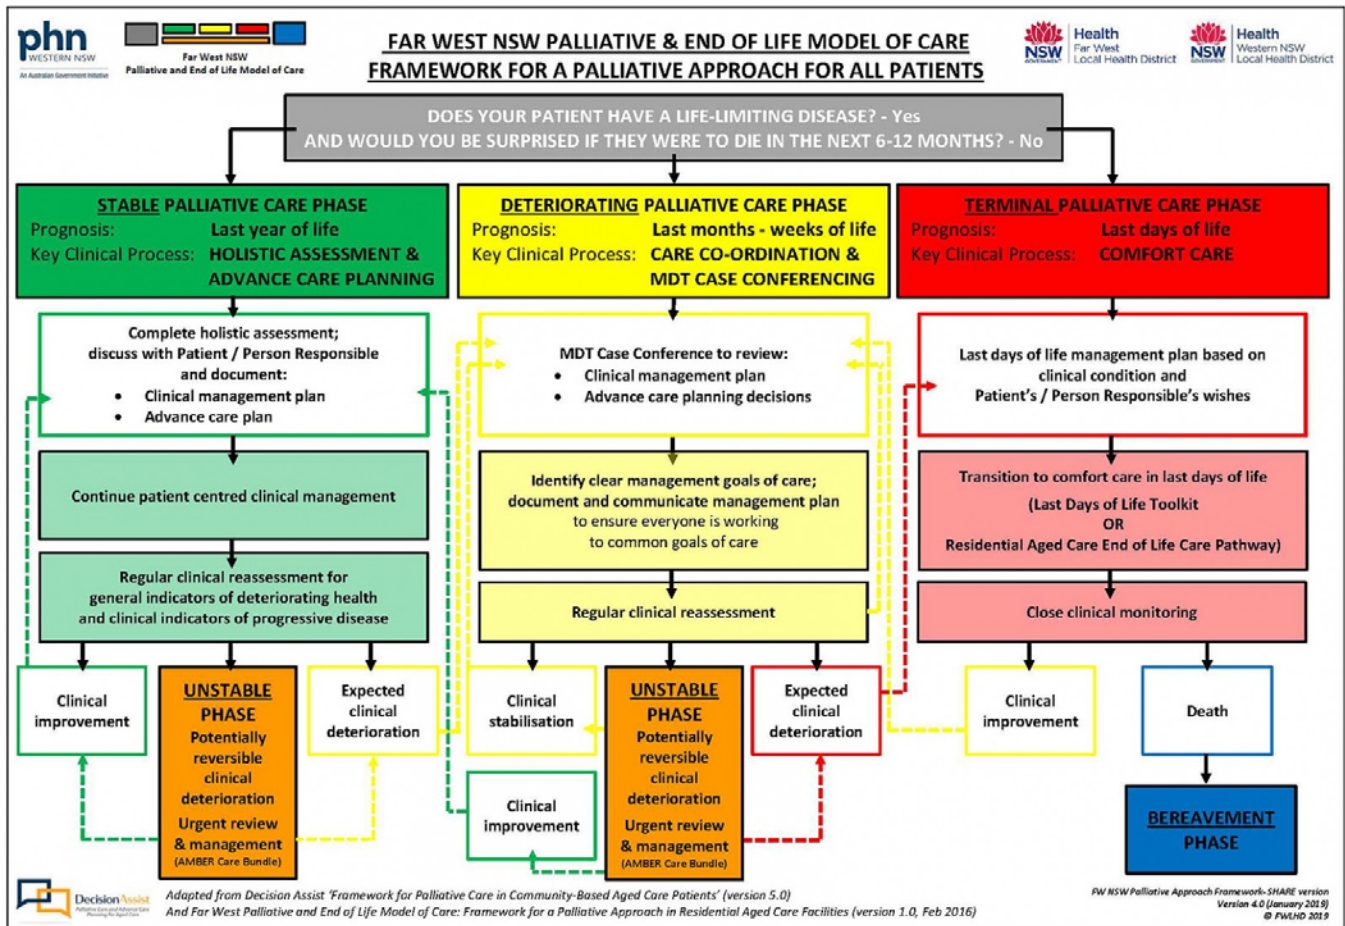 phn
WESTERN NSW
An Australian Government Initiative
Far West NSW
Palliative and End of Life Model of Care
FAR WEST NSW PALLIATIVE & END OF LIFE MODEL OF CARE
FRAMEWORK FOR A PALLIATIVE APPROACH FOR ALL PATIENTS
NSW
GOVERNMENT
Health
Far West
Local Health District
NSW
GOVERNMENT
Health
Western NSW
Local Health District
DOES YOUR PATIENT HAVE A LIFE-LIMITING DISEASE? - Yes
AND WOULD YOU BE SURPRISED IF THEY WERE TO DIE IN THE NEXT 6-12 MONTHS? - No
STABLE PALLIATIVE CARE PHASE
Prognosis: Last year of life
Key Clinical Process: HOLISTIC ASSESSMENT &
ADVANCE CARE PLANNING
DETERIORATING PALLIATIVE CARE PHASE
Prognosis: Last months - weeks of life
Key Clinical Process: CARE CO-ORDINATION &
MDT CASE CONFERENCING
TERMINAL PALLIATIVE CARE PHASE
Prognosis: Last days of life
Key Clinical Process: COMFORT CARE
Complete holistic assessment;
discuss with Patient / Person Responsible
and document:
• Clinical management plan
• Advance care plan
MDT Case Conference to review:
• Clinical management plan
• Advance care planning decisions
Last days of life management plan based on
clinical condition and
Patient's / Person Responsible's wishes
Continue patient centred clinical management
Identify clear management goals of care;
document and communicate management plan
to ensure everyone is working
to common goals of care
Transition to comfort care in last days of life
(Last Days of Life Toolkit
OR
Residential Aged Care End of Life Care Pathway)
Regular clinical reassessment for
general indicators of deteriorating health
and clinical indicators of progressive disease
Regular clinical reassessment
Close clinical monitoring
Clinical
improvement
UNSTABLE
PHASE
Potentially
reversible
clinical
deterioration
Urgent review
& management
(AMBER Care Bundle)
Expected
clinical
deterioration
Clinical
stabilisation
Clinical
improvement
UNSTABLE
PHASE
Potentially
reversible
clinical
deterioration
Urgent review
& management
(AMBER Care Bundle)
Expected
clinical
deterioration
Clinical
improvement
Death
BEREAVEMENT
PHASE
DecisionAssist
Palliative Care and Advance Care
Planning for Aged Care
Adapted from Decision Assist 'Framework for Palliative Care in Community-Based Aged Care Patients' (version 5.0)
And Far West Palliative and End of Life Model of Care: Framework for a Palliative Approach in Residential Aged Care Facilities (version 1.0, Feb 2016)
FW NSW Palliative Approach Framework- SHARE version
Version 4.0 (January 2019)
© FWLHD 2019